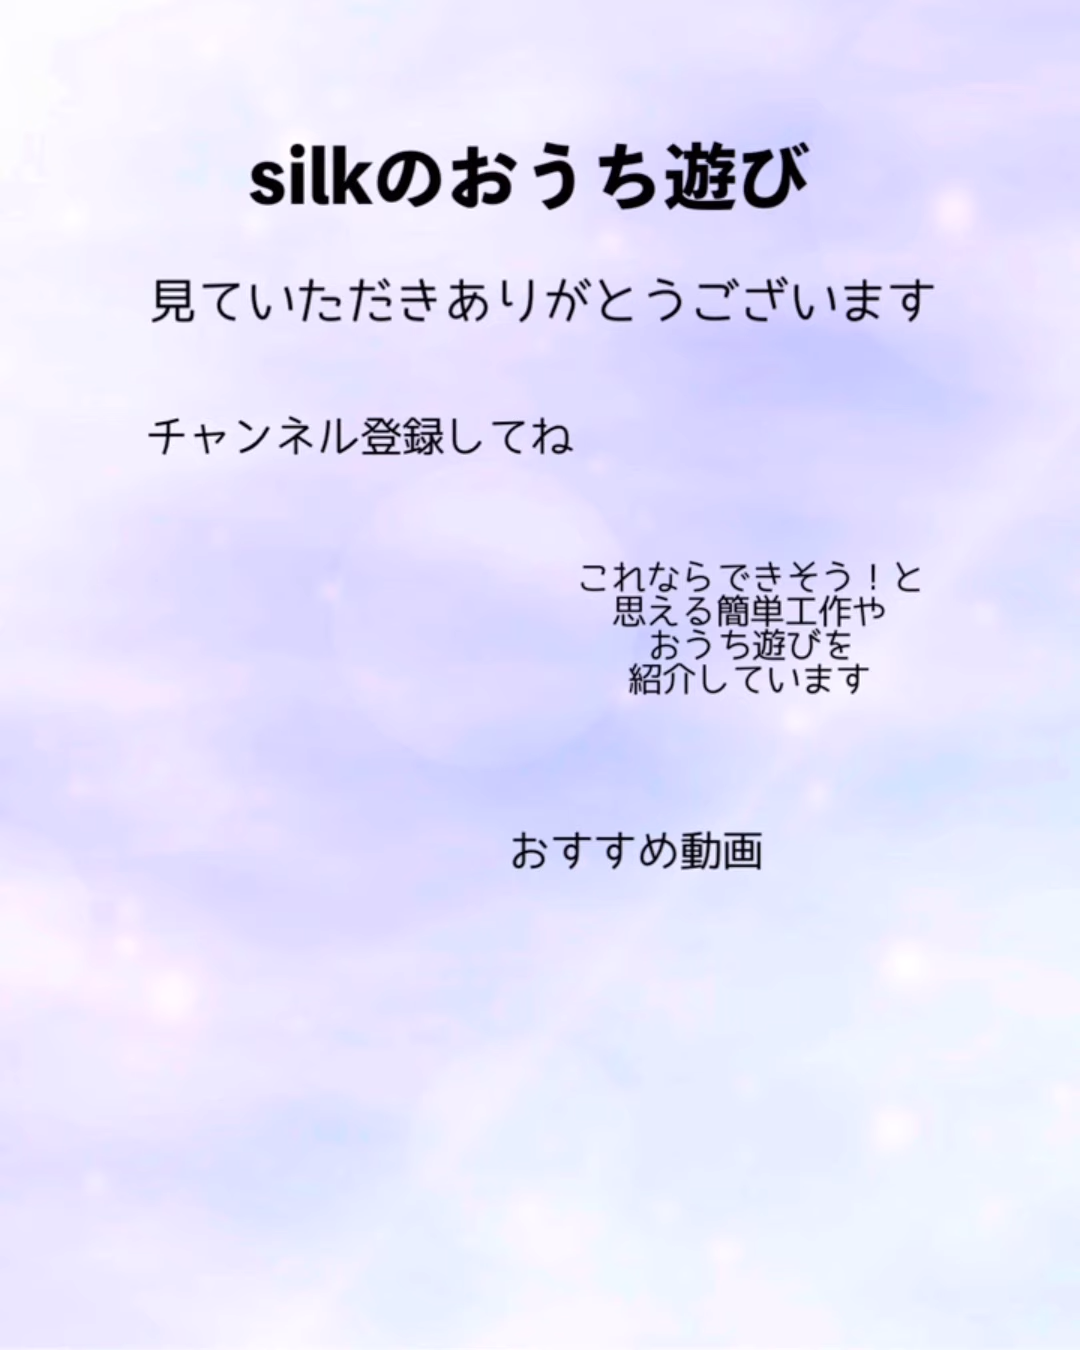 silkのおうち遊び
見ていただきありがとうございます
チャンネル登録してね
これならできそう！と
思える簡単工作や
おうち遊びを
紹介しています
おすすめ動画